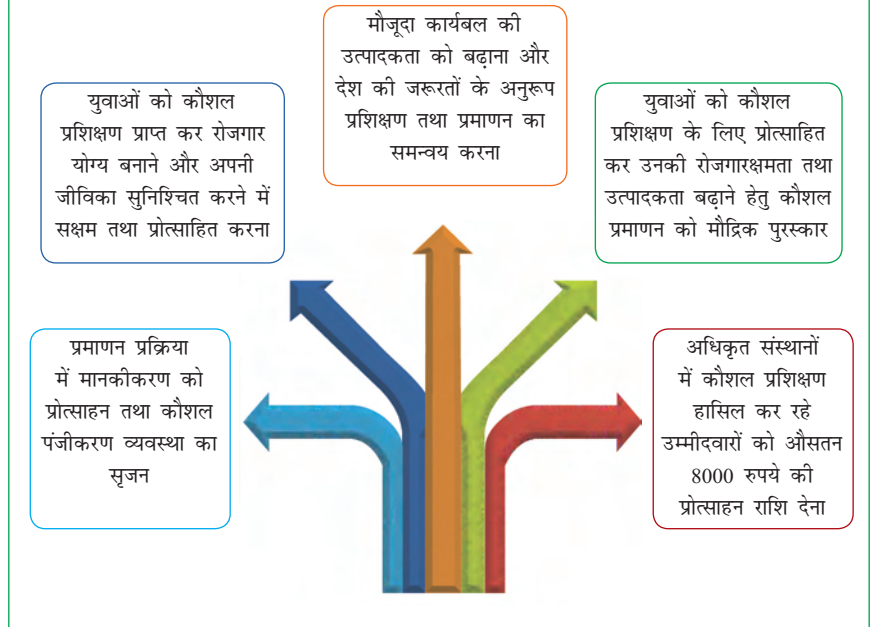 मौजूदा कार्यबल की
उत्पादकता को बढ़ाना और
देश की जरूरतों के अनुरूप
प्रशिक्षण तथा प्रमाणन का
समन्वय करना
युवाओं को कौशल
प्रशिक्षण प्राप्त कर रोजगार
योग्य बनाने और अपनी
जीविका सुनिश्चित करने में
सक्षम तथा प्रोत्साहित करना
युवाओं को कौशल
प्रशिक्षण के लिए प्रोत्साहित
कर उनकी रोजगारक्षमता तथा
उत्पादकता बढ़ाने हेतु कौशल
प्रमाणन को मौद्रिक पुरस्कार
प्रमाणन प्रक्रिया
में मानकीकरण को
प्रोत्साहन तथा कौशल
पंजीकरण व्यवस्था का
सृजन
अधिकृत संस्थानों
में कौशल प्रशिक्षण
हासिल कर रहे
उम्मीदवारों को औसतन
8000 रुपये की
प्रोत्साहन राशि देना